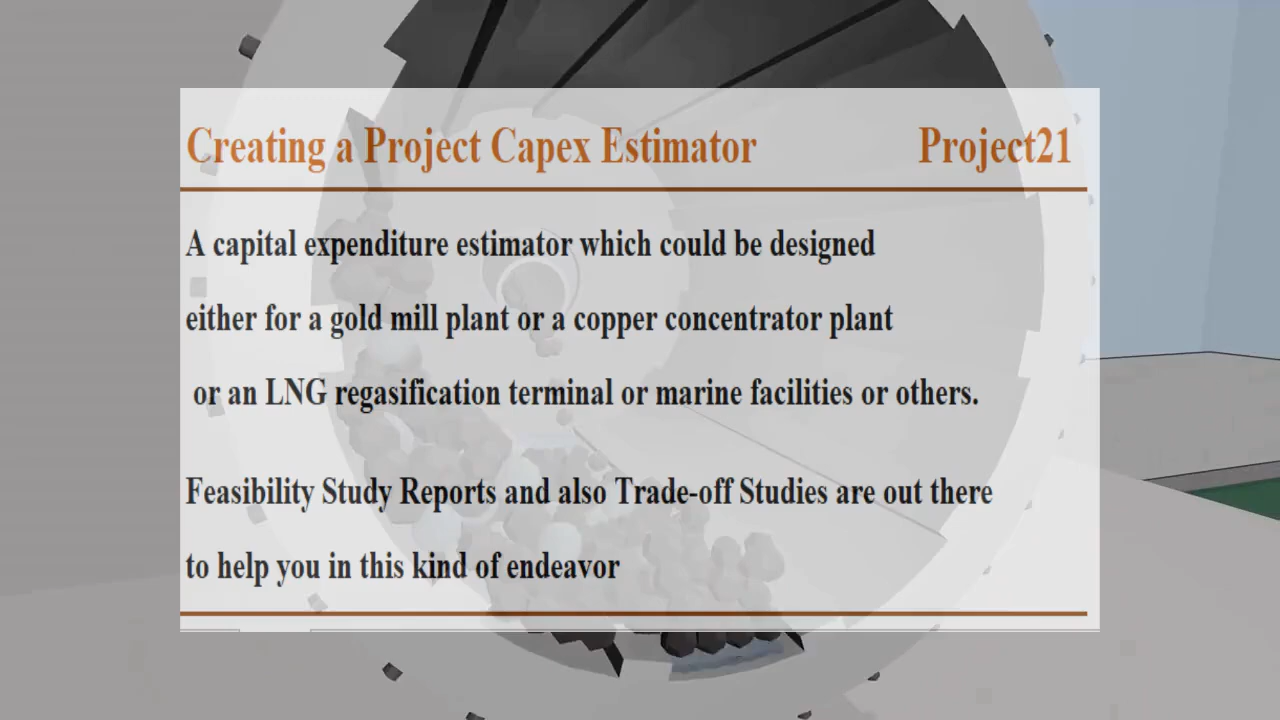 Creating a Project Capex Estimator Project21
A capital expenditure estimator which could be designed
either for a gold mill plant or a copper concentrator plant
or an LNG regasification terminal or marine facilities or others.
Feasibility Study Reports and also Trade-off Studies are out there
to help you in this kind of endeavor